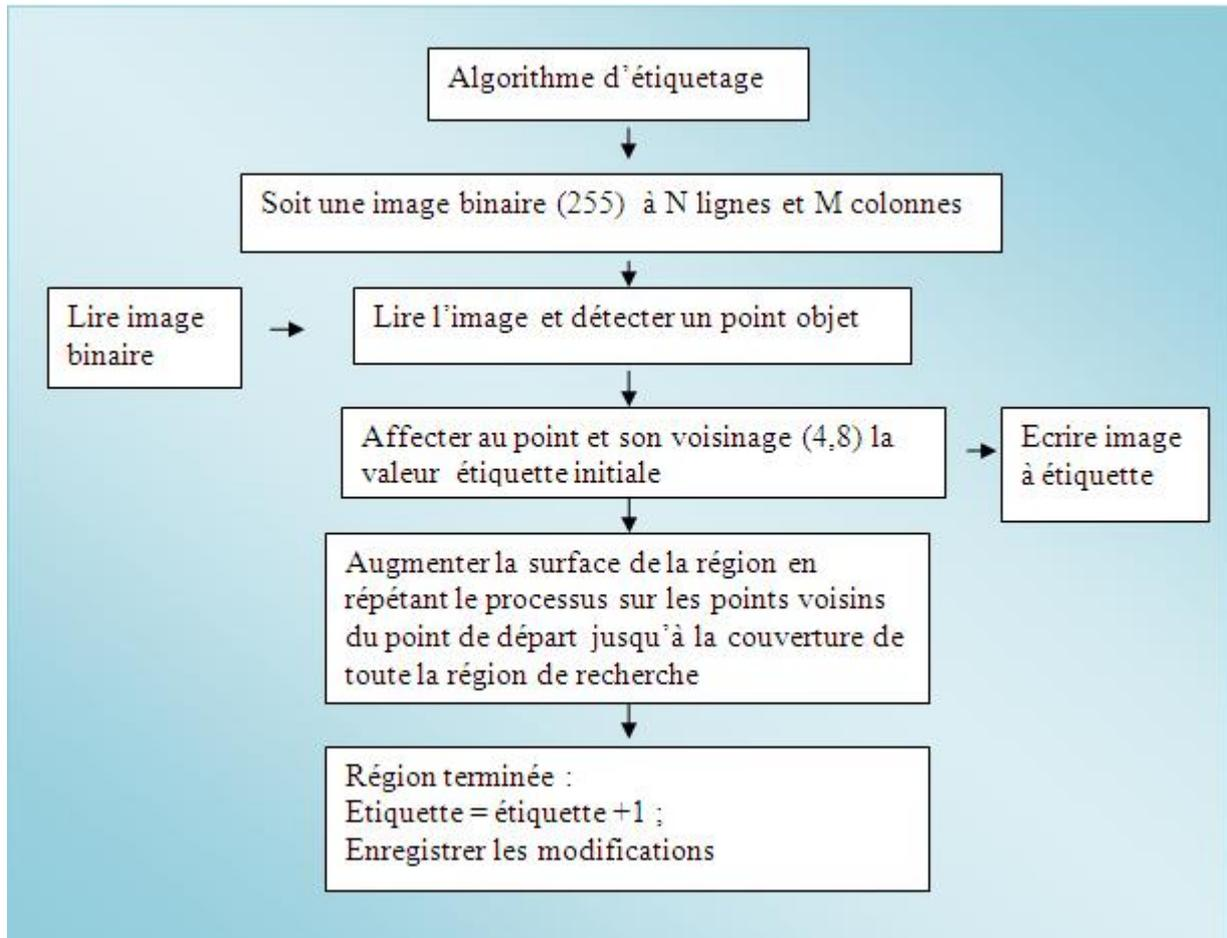 Algorithme d'étiquetage
Soit une image binaire (255) à N lignes et M colonnes
Lire image
binaire
Lire l'image et détecter un point objet
Affecter au point et son voisinage (4,8) la
valeur étiquette initiale
Ecrire image
à étiquette
Augmenter la surface de la région en
répétant le processus sur les points voisins
du point de départ jusqu'à la couverture de
toute la région de recherche
Région terminée :
Etiquette = étiquette +1 ;
Enregistrer les modifications